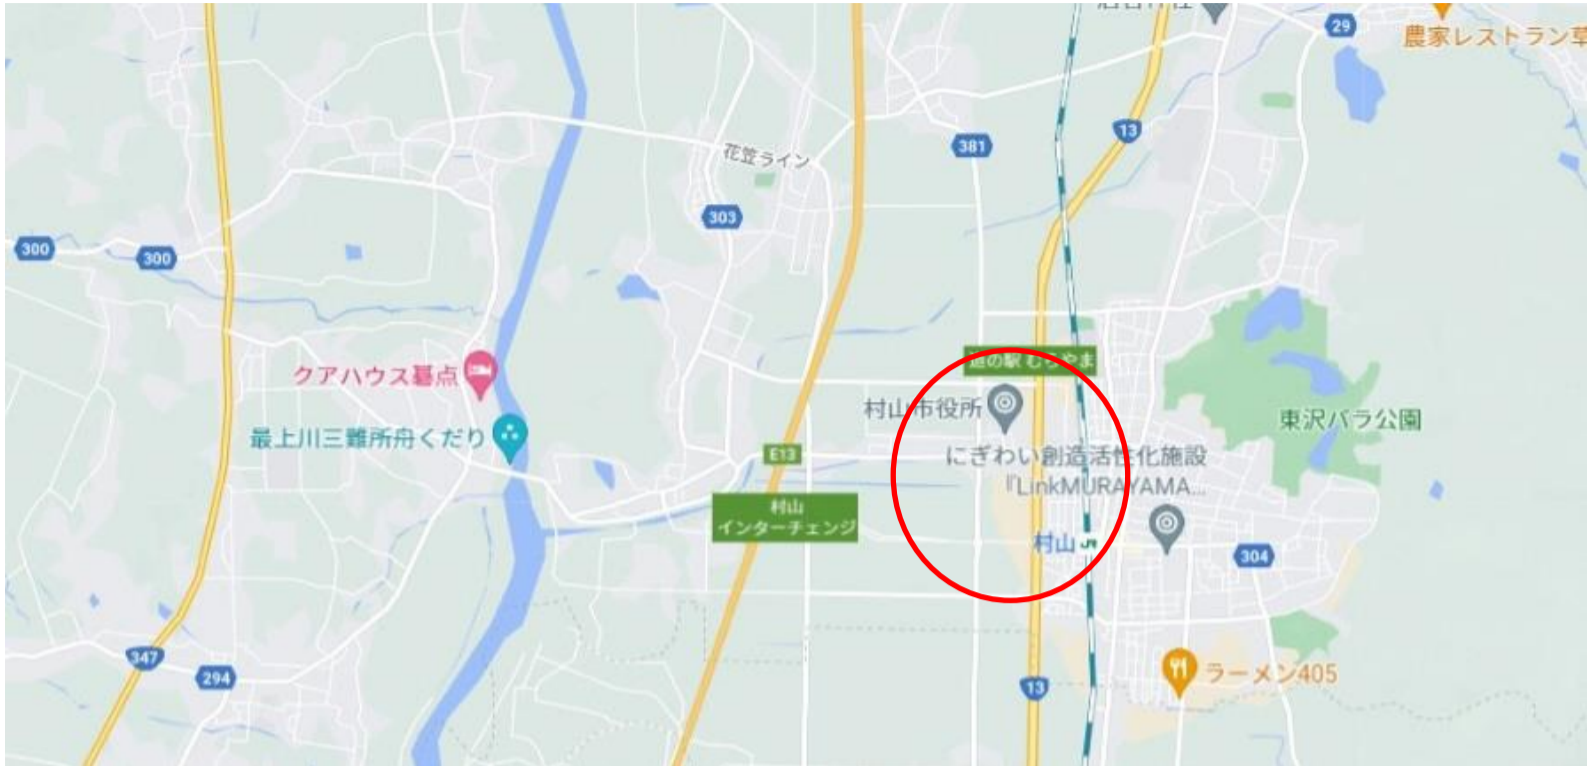 29
農家レストラン草
13
381
花笠ライン
303
300
300
道の駅 むらやま
クアハウス碁点
村山市役所
東沢バラ公園
最上川三難所舟くだり
E13
にぎわい創造活性化施設
『LinkMURAYAMA...
村山
インターチェンジ
村山
304
347
294
13
ラーメン405